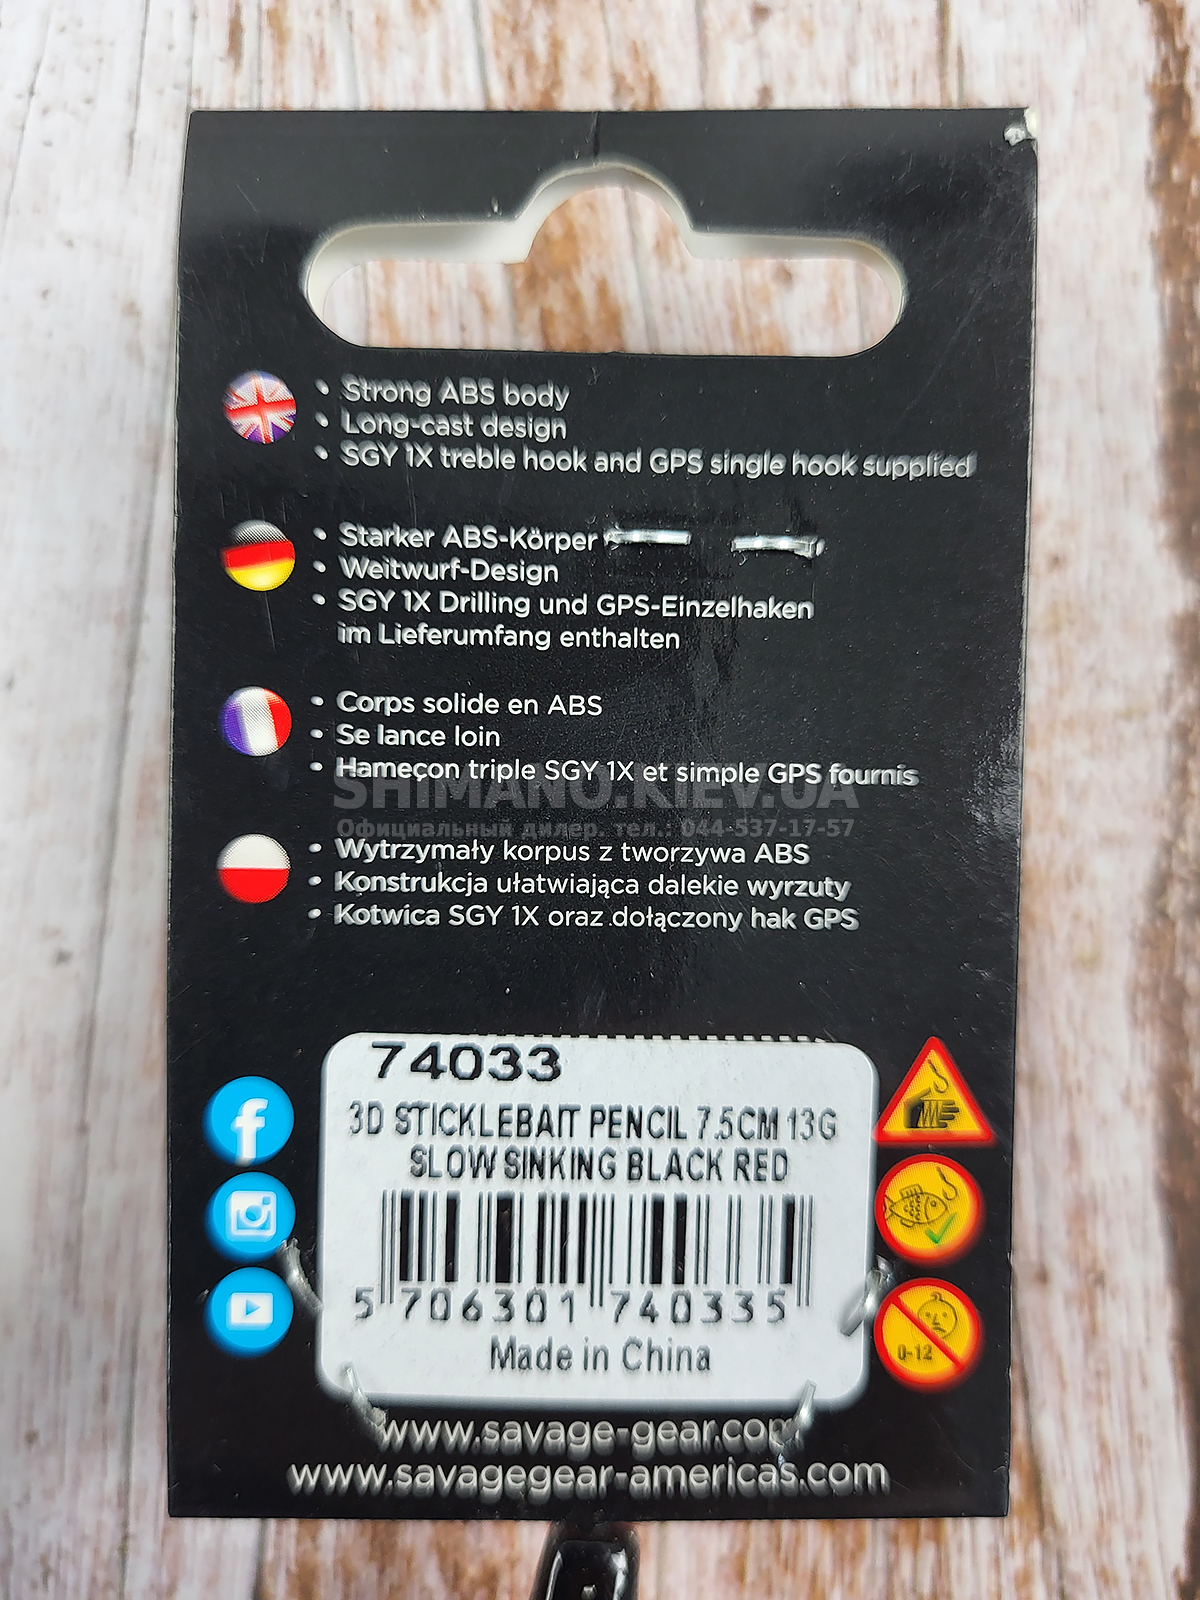 • Strong ABS body
• Long-cast design
• SGY 1X treble hook and GPS single hook supplied
• Starker ABS-Körper
• Weitwurf-Design
• SGY 1X Drilling und GPS-Einzelhaken
im Lieferumfang enthalten
• Corps solide en ABS
• Se lance loin
• Hameçon triple SGY 1X et simple GPS fournis
SHIMANO.KIEV.UA
Официальный дилер. тел.: 044-537-17-57
• Wytrzymały korpus z tworzywa ABS
• Konstrukcja ułatwiająca dalekie wyrzuty
• Kotwica SGY 1X oraz dołączony hak GPS
74033
3D STICKLEBAIT PENCIL 7.5CM 13G
SLOW SINKING BLACK RED
5 706301 740335
Made in China
0-12
www.savage-gear.com
www.savagegear-americas.com